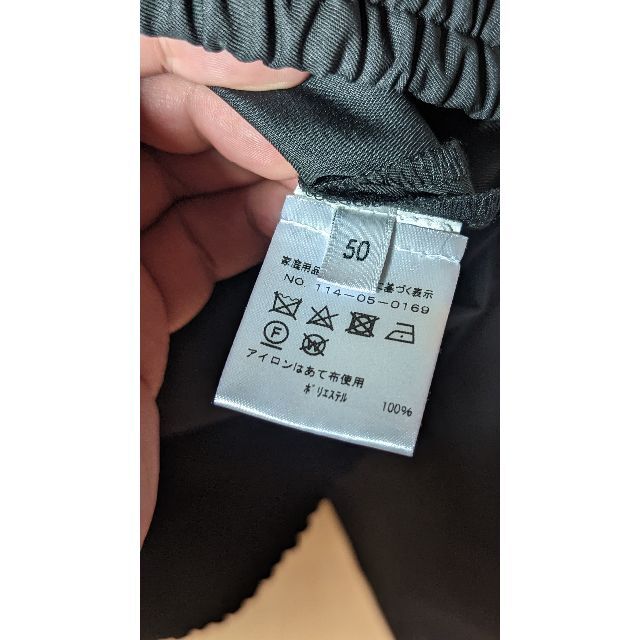 50
家庭用品 に基づく表示
NO. 114-05-0169
F
W
アイロンはあて布使用
ポリエステル 100%